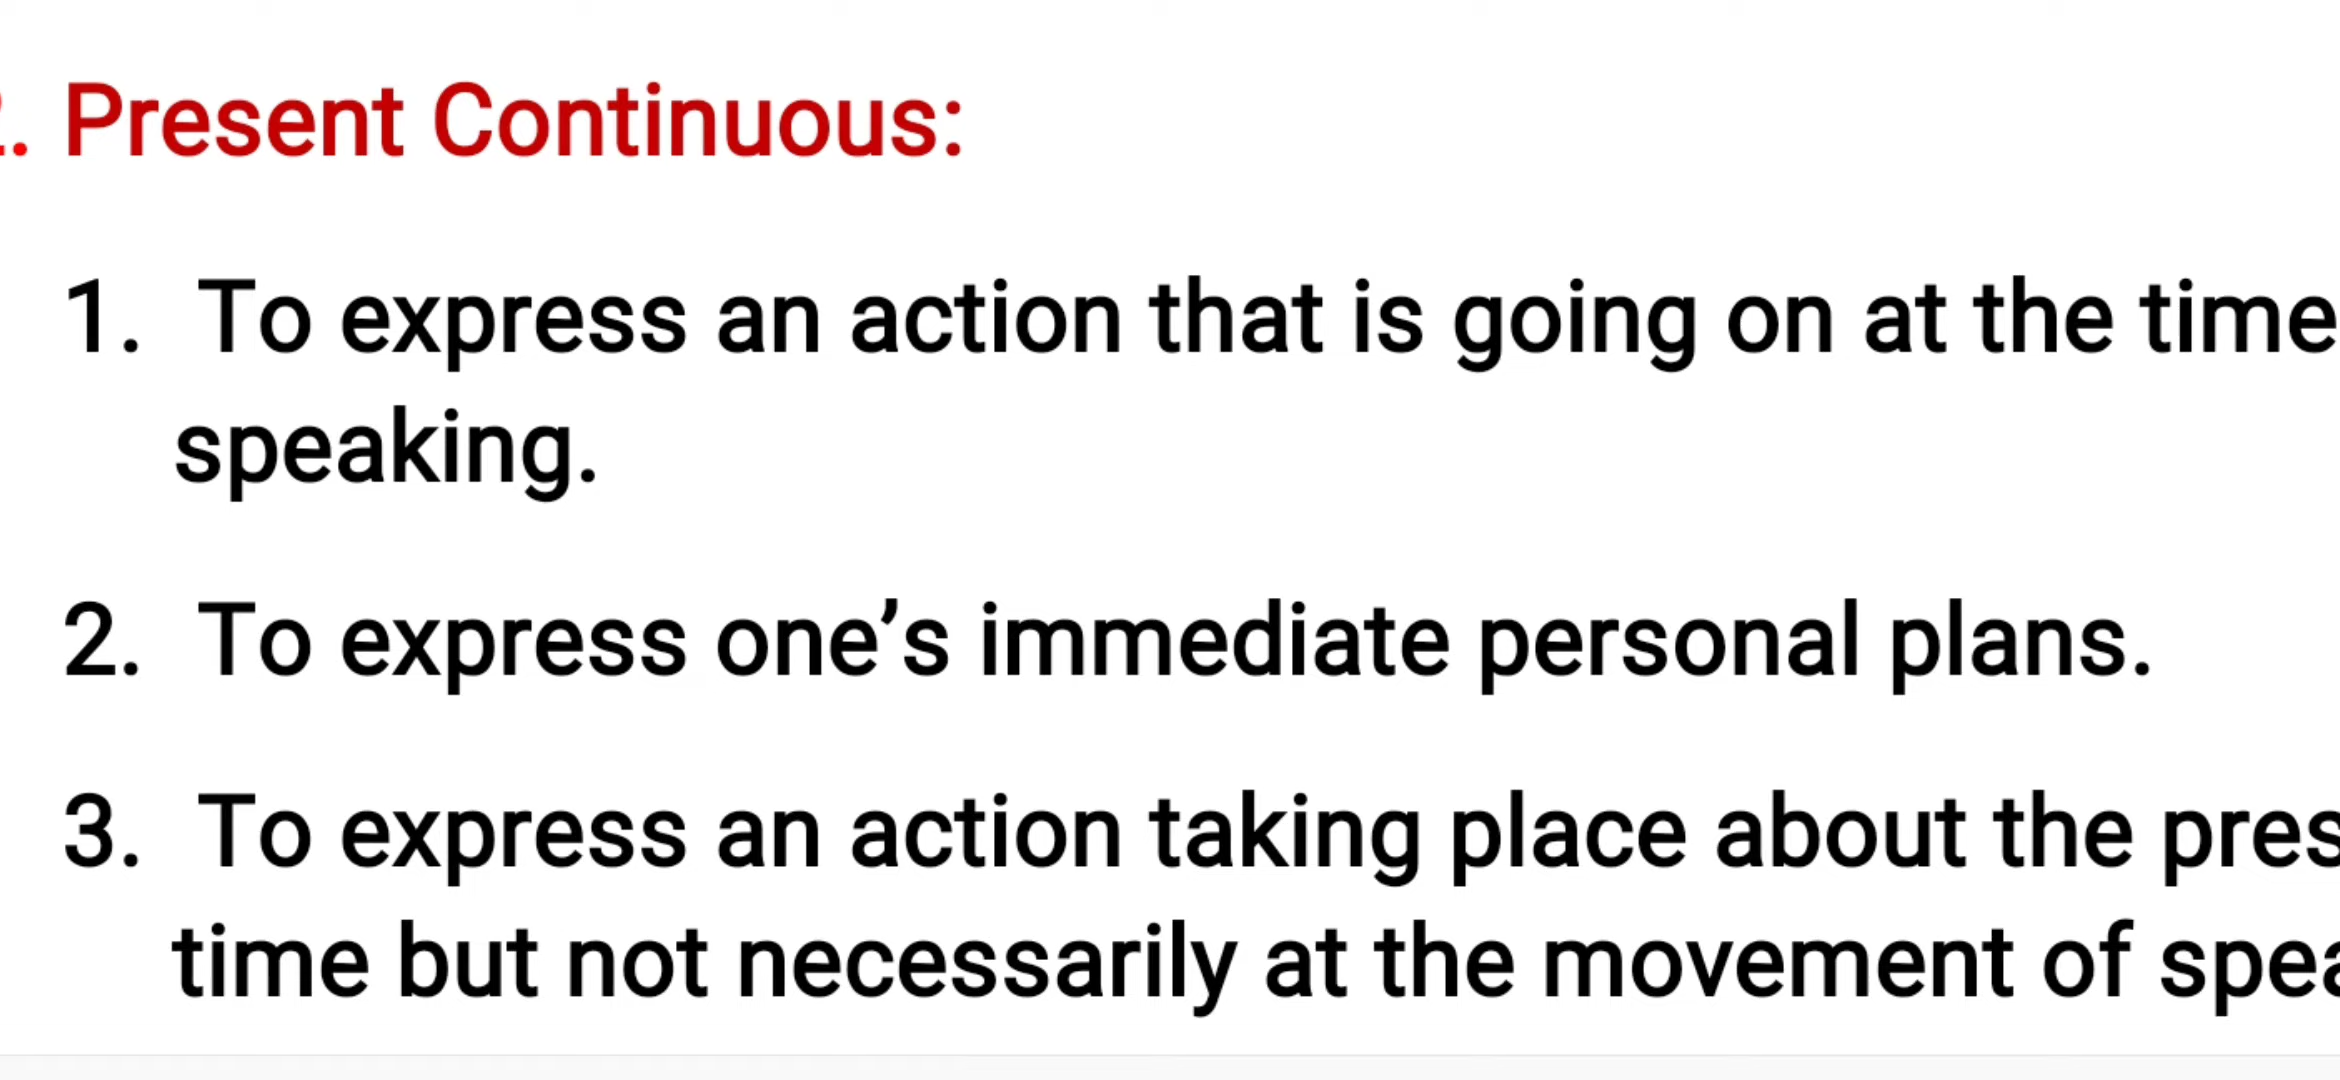 . Present Continuous:
1. To express an action that is going on at the time
speaking.
2. To express one’s immediate personal plans.
3. To express an action taking place about the
time but not necessarily at the movement of